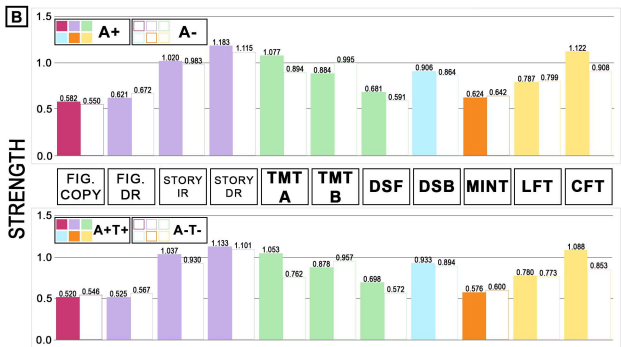 B
A+ A-
STRENGTH
1.5
1.0
0.5
0.0
0.582 0.550 0.621 0.672 1.020 0.983 1.183 1.115 1.077 0.894 0.884 0.995 0.681 0.591 0.906 0.864 0.624 0.642 0.787 0.799 1.122 0.908
FIG. COPY
FIG. DR
STORY IR
STORY DR
TMT A
TMT B
DSF
DSB
MINT
LFT
CFT
A+T+ A-T-
1.5
1.0
0.5
0.0
0.520 0.546 0.525 0.567 1.037 0.930 1.133 1.101 1.053 0.762 0.878 0.957 0.698 0.572 0.933 0.894 0.576 0.600 0.780 0.773 1.088 0.853